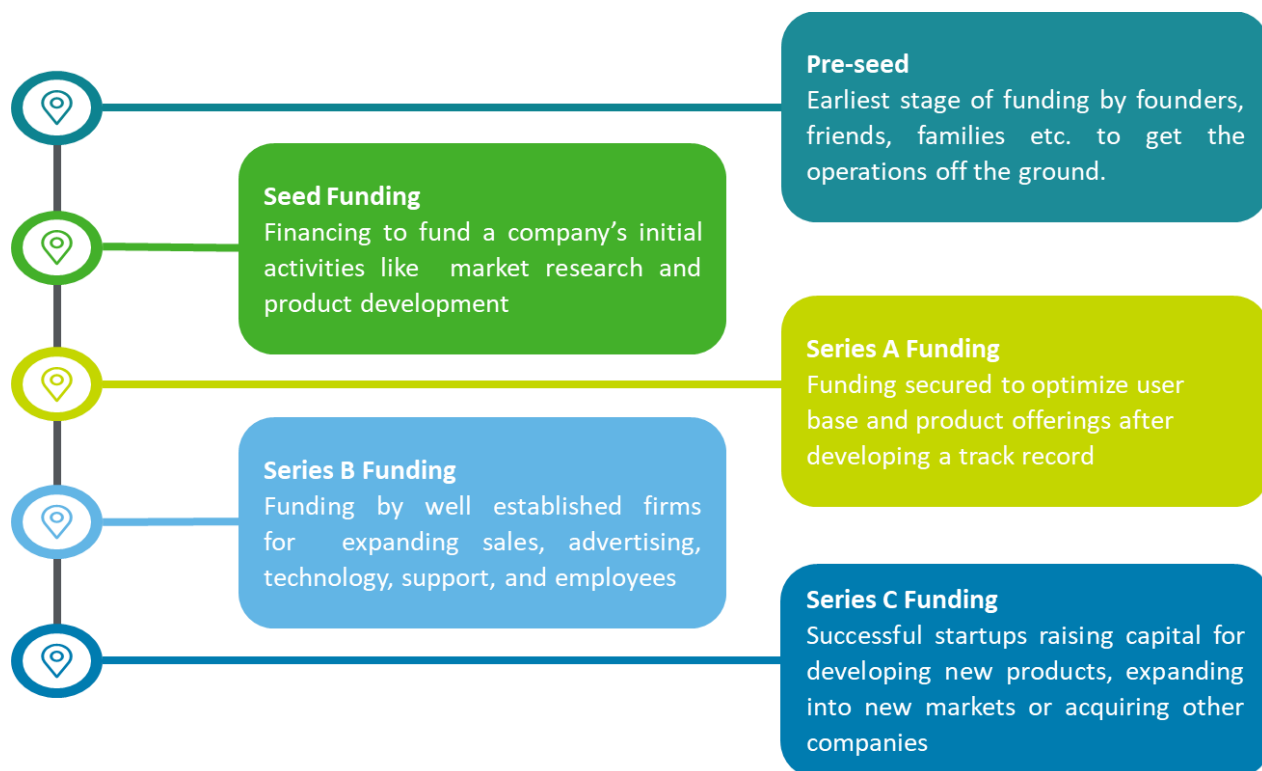 Pre-seed
Earliest stage of funding by founders,
friends, families etc. to get the
operations off the ground.
Seed Funding
Financing to fund a company’s initial
activities like market research and
product development
Series A Funding
Funding secured to optimize user
base and product offerings after
developing a track record
Series B Funding
Funding by well established firms
for expanding sales, advertising,
technology, support, and employees
Series C Funding
Successful startups raising capital for
developing new products, expanding
into new markets or acquiring other
companies